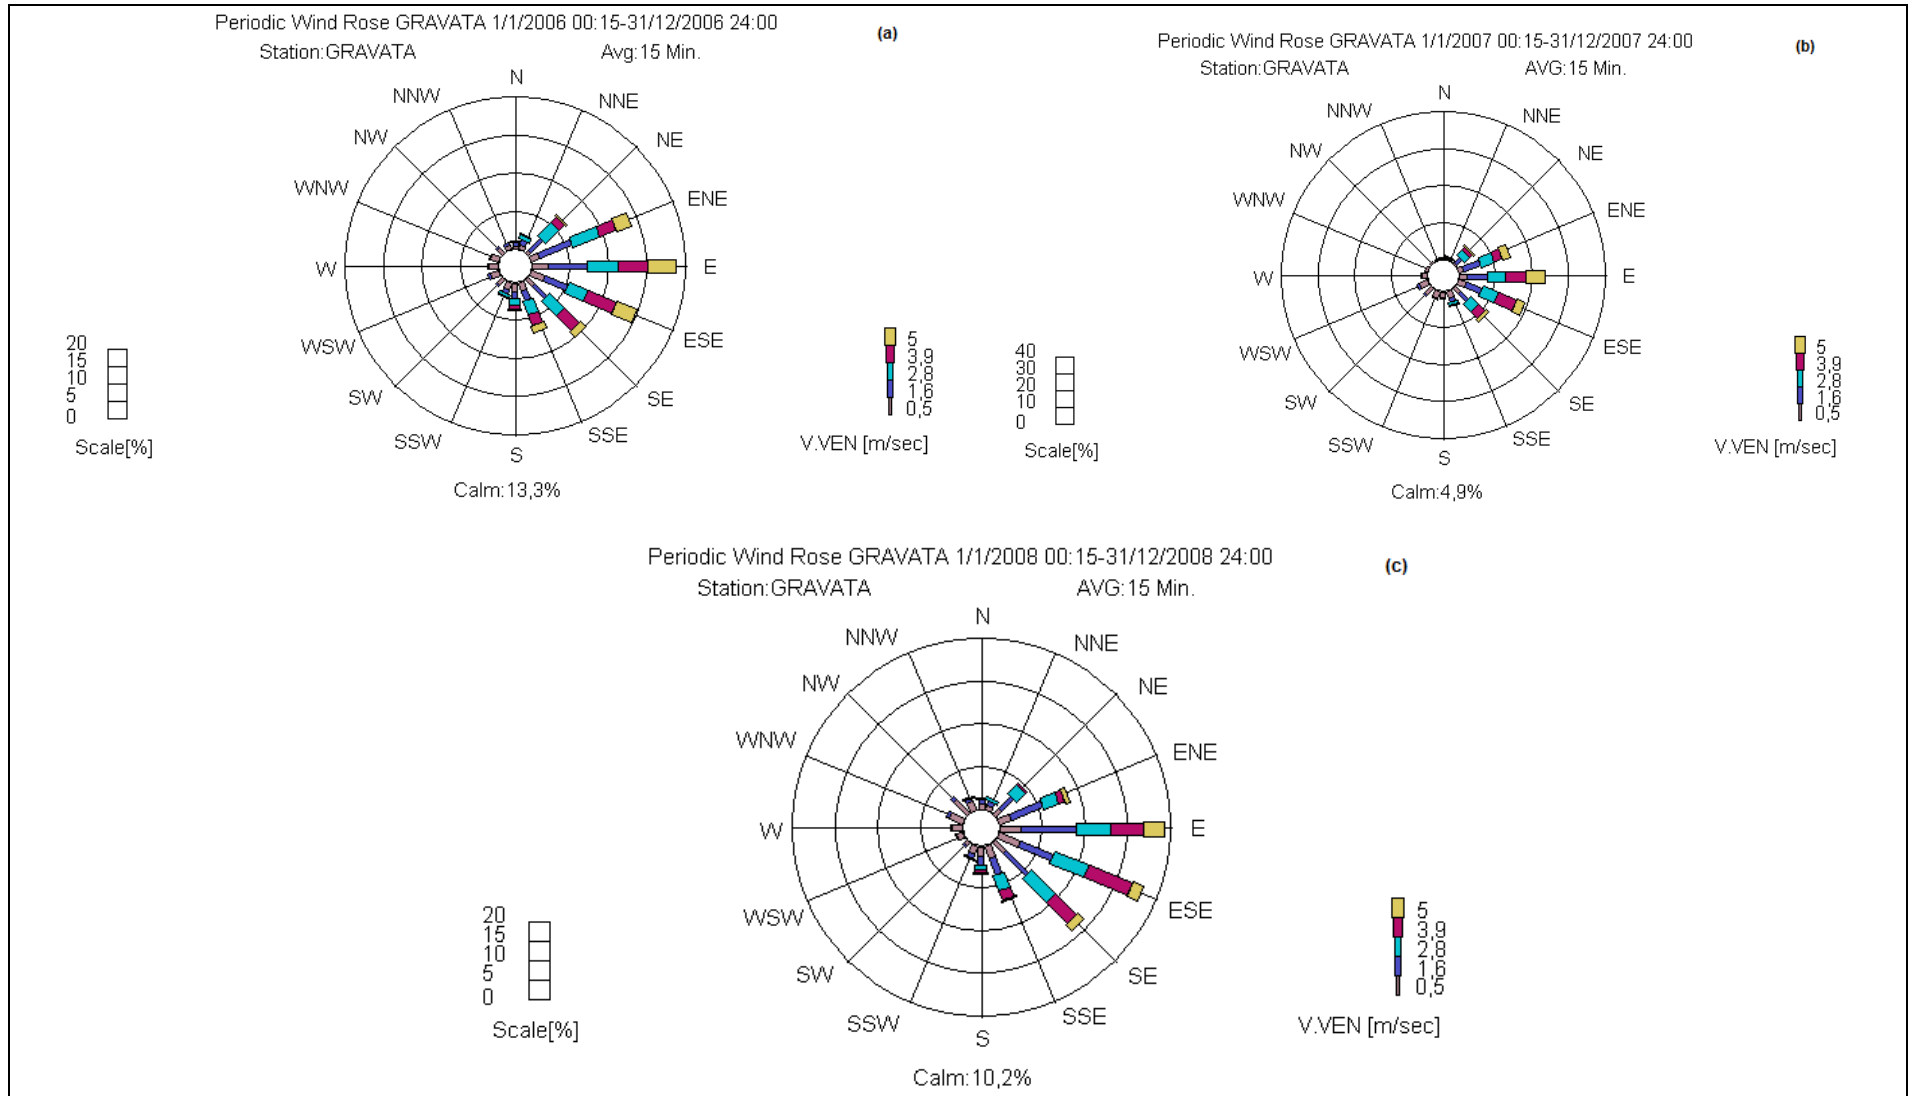 Periodic Wind Rose GRAVATA 1/1/2006 00:15-31/12/2006 24:00
Station:GRAVATA Avg:15 Min.
(a)
N
NNE
NE
ENE
E
ESE
SE
SSE
S
SSW
SW
WSW
W
WNW
NW
NNW
20
15
10
5
0
Scale[%]
5
3,9
2,8
1,6
0,5
V.VEN [m/sec]
Calm:13,3%
Periodic Wind Rose GRAVATA 1/1/2007 00:15-31/12/2007 24:00
Station:GRAVATA AVG:15 Min.
(b)
N
NNE
NE
ENE
E
ESE
SE
SSE
S
SSW
SW
WSW
W
WNW
NW
NNW
40
30
20
10
0
Scale[%]
5
3,9
2,8
1,6
0,5
V.VEN [m/sec]
Calm:4,9%
Periodic Wind Rose GRAVATA 1/1/2008 00:15-31/12/2008 24:00
Station:GRAVATA AVG:15 Min.
(c)
N
NNE
NE
ENE
E
ESE
SE
SSE
S
SSW
SW
WSW
W
WNW
NW
NNW
20
15
10
5
0
Scale[%]
5
3,9
2,8
1,6
0,5
V.VEN [m/sec]
Calm:10,2%